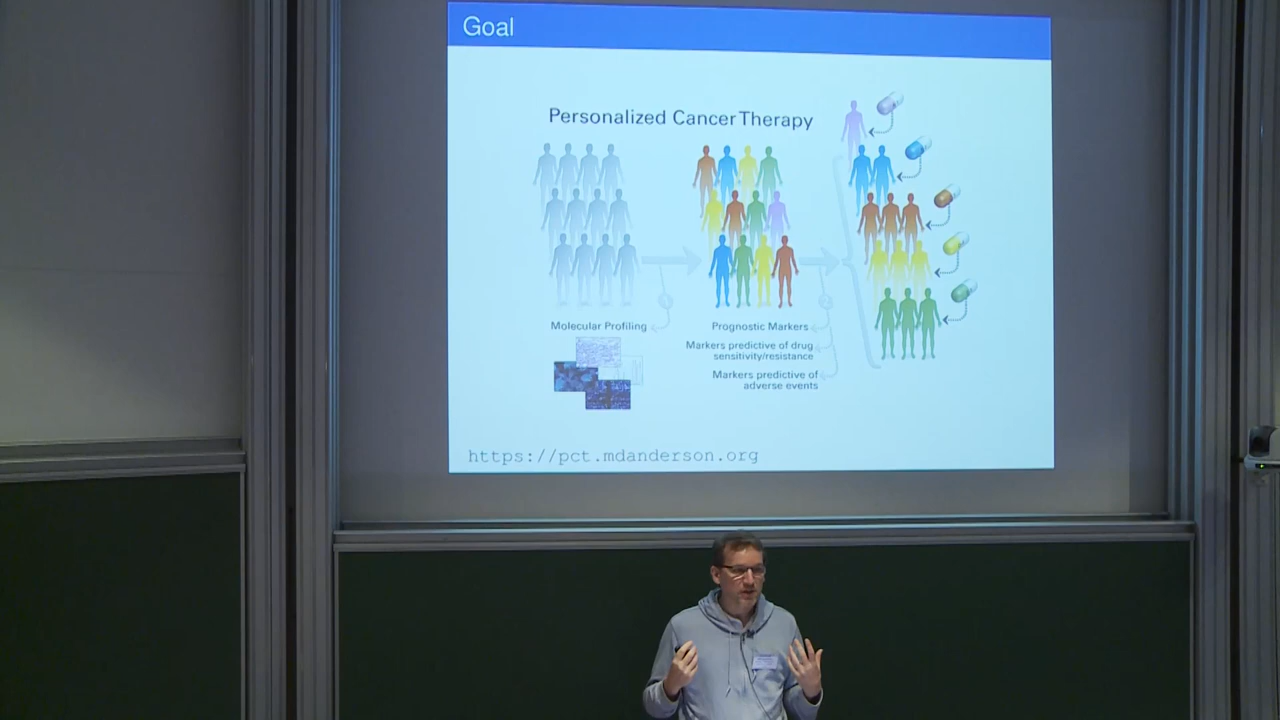 Goal
Personalized Cancer Therapy
Molecular Profiling
Prognostic Markers
Markers predictive of drug
sensitivity/resistance
Markers predictive of
adverse events
https://pct.mdanderson.org